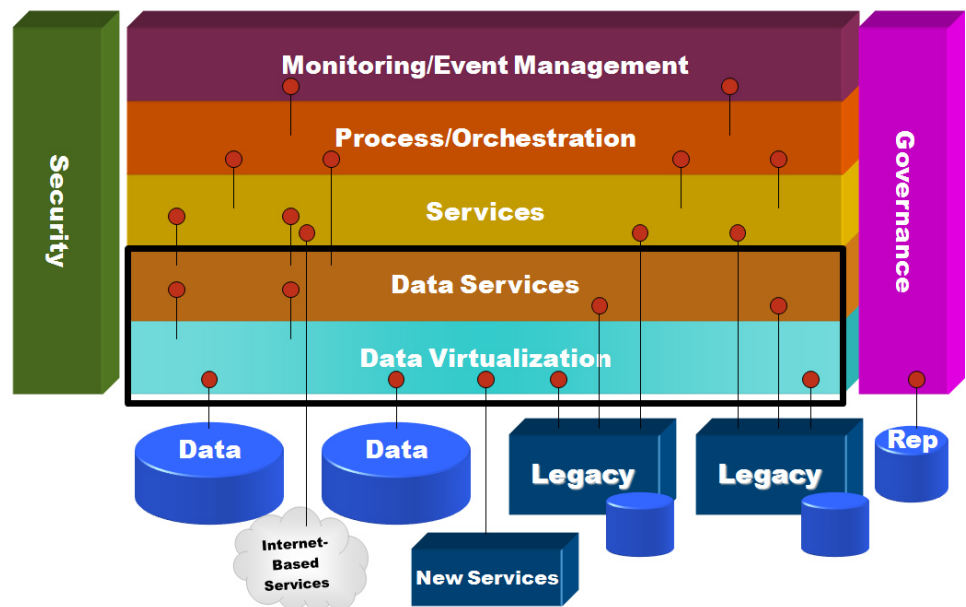 Monitoring/Event Management
Process/Orchestration
Services
Data Services
Data Virtualization
Security
Governance
Data
Data
Legacy
Legacy
Rep
Internet-
Based
Services
New Services